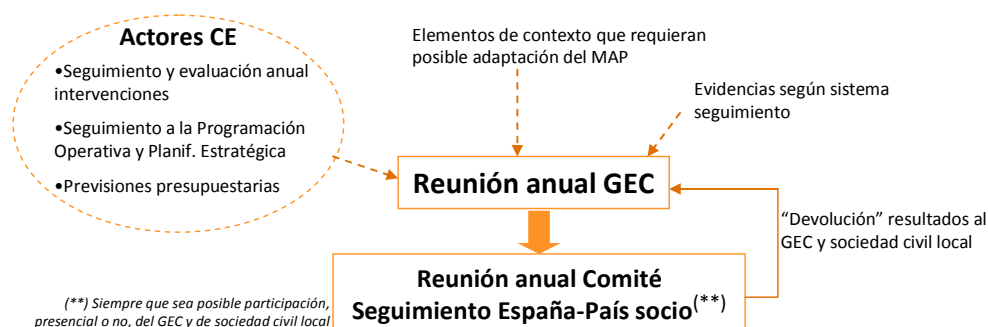 Actores CE
•Seguimiento y evaluación anual
intervenciones
•Seguimiento a la Programación
Operativa y Planif. Estratégica
•Previsiones presupuestarias
Elementos de contexto que requieran
posible adaptación del MAP
Evidencias según sistema
seguimiento
Reunión anual GEC
“Devolución” resultados al
GEC y sociedad civil local
Reunión anual Comité
Seguimiento España-País socio(**)
(**) Siempre que sea posible participación,
presencial o no, del GEC y de sociedad civil local